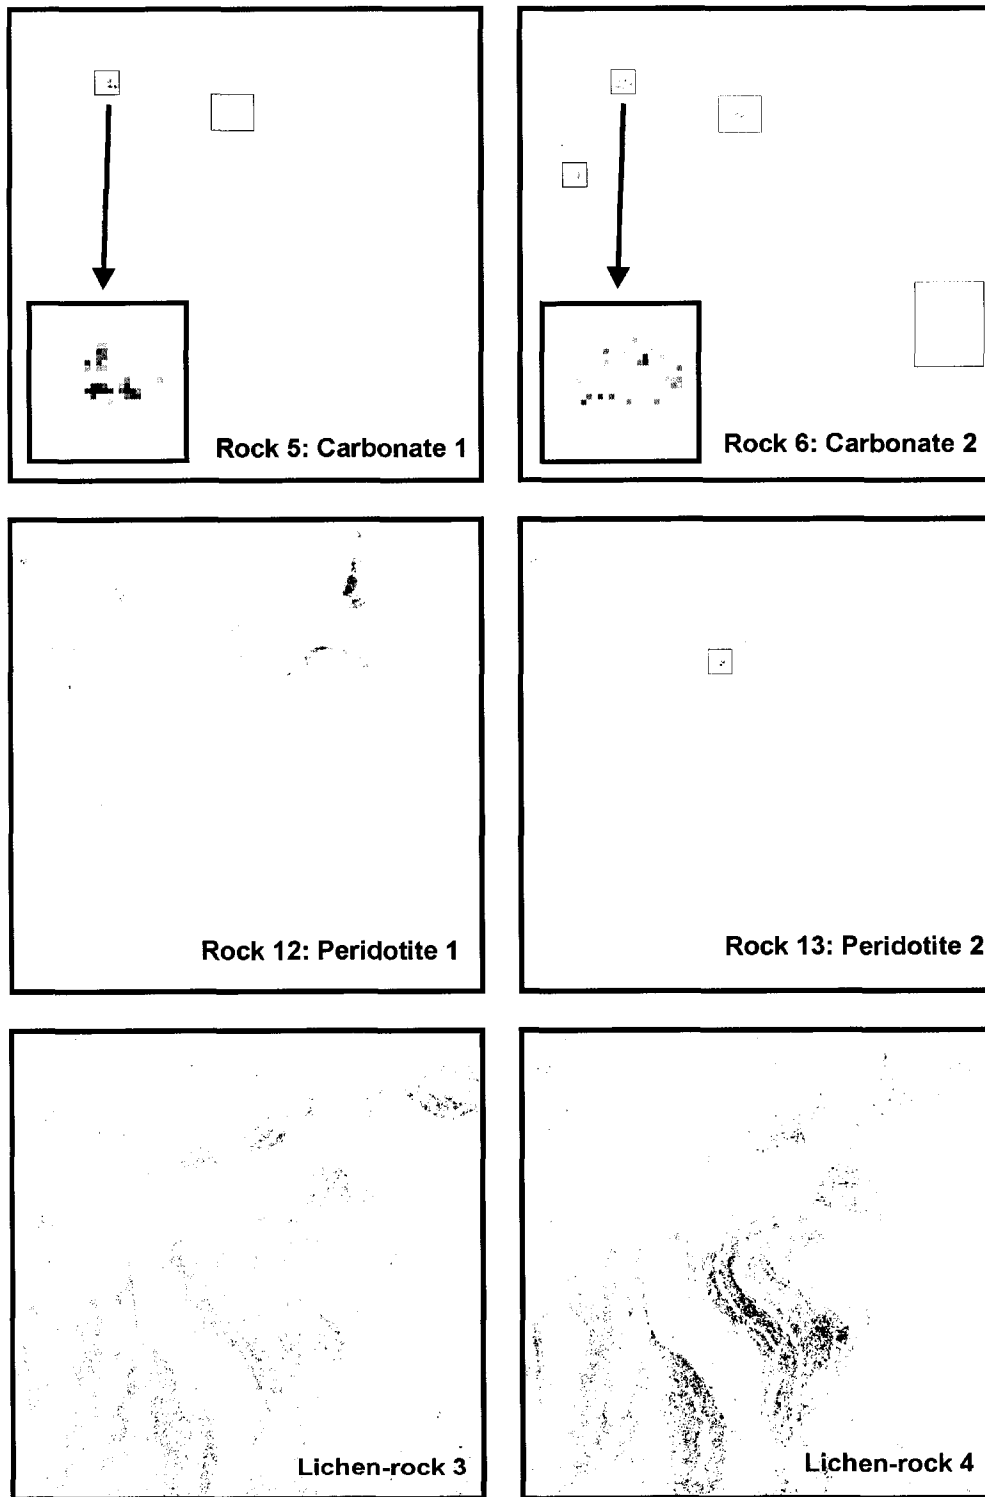 Rock 5: Carbonate 1
Rock 6: Carbonate 2
Rock 12: Peridotite 1
Rock 13: Peridotite 2
Lichen-rock 3
Lichen-rock 4